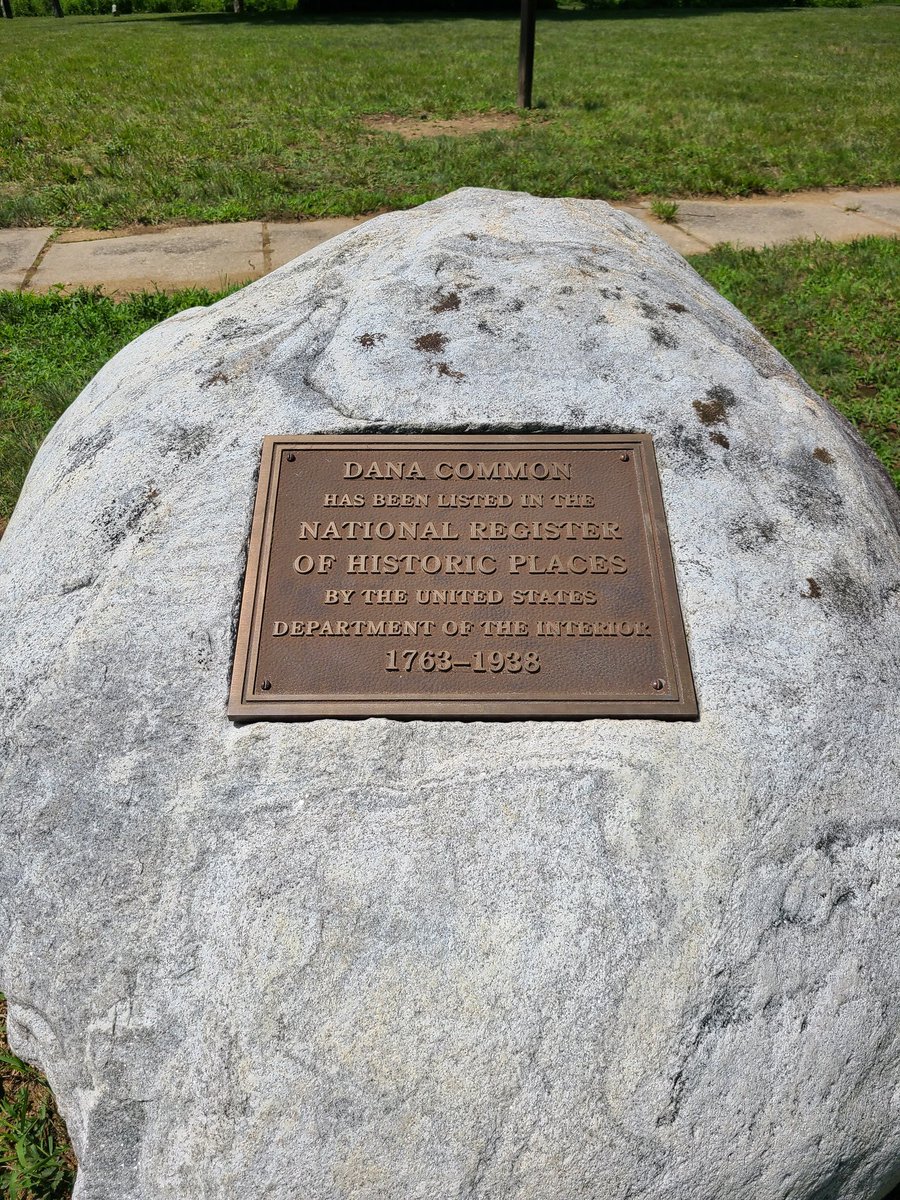 DANA COMMON
HAS BEEN LISTED IN THE
NATIONAL REGISTER
OF HISTORIC PLACES
BY THE UNITED STATES
DEPARTMENT OF THE INTERIOR
1763–1938